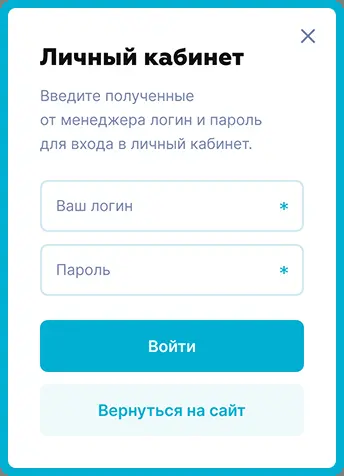 Личный кабинет
Введите полученные
от менеджера логин и пароль
для входа в личный кабинет.
Ваш логин *
Пароль *
Войти
Вернуться на сайт